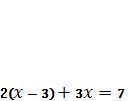 2(x − 3) + 3x = 7